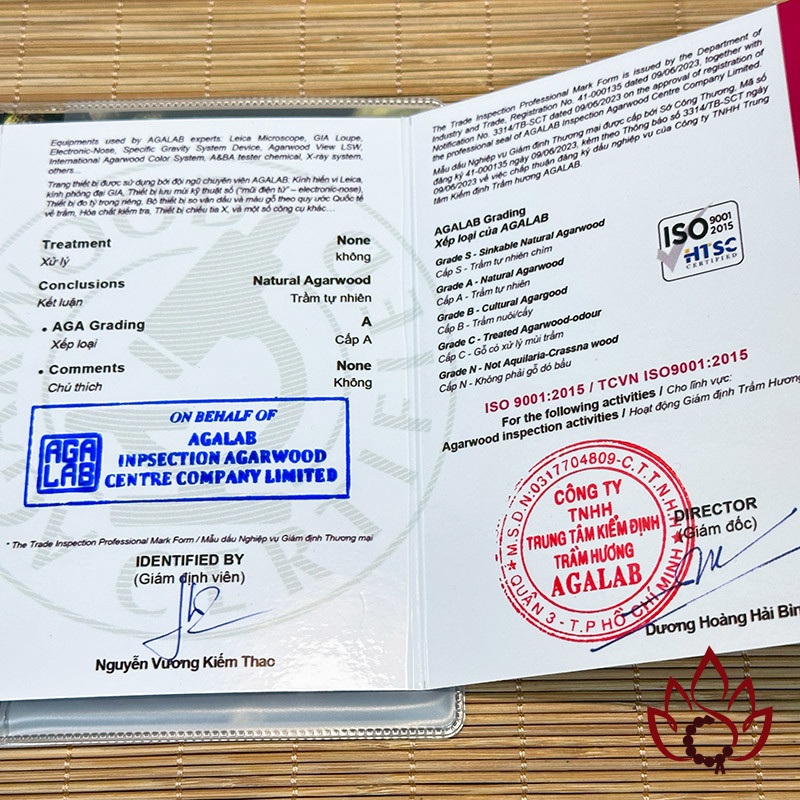 Equipments used by AGALAB experts: Leica Microscope, GIA Loupe,
Electronic-Nose, Specific Gravity System Device, Agarwood View LSW,
International Agarwood Color System, A&BA tester chemical, X-ray system,
others...
Trang thiết bị được sử dụng bởi đội ngũ chuyên viên AGALAB: Kính hiển vi Leica,
kính phóng đại GIA, Thiết bị lưu mùi kỹ thuật số ("mũi điện tử" – electronic-nose),
Thiết bị đo tỷ trọng riêng, Bộ thiết bị so vân dầu và màu gỗ theo quy ước Quốc tế
về trầm, Hóa chất kiểm tra, Thiết bị chiếu tia X, và một số công cụ khác...
Treatment None
Xử lý không
Conclusions Natural Agarwood
Kết luận Trầm tự nhiên
• AGA Grading A
Xếp loại Cấp A
• Comments None
Chú thích Không
AGA
LAB
ON BEHALF OF
AGALAB
INPSECTION AGARWOOD
CENTRE COMPANY LIMITED
* The Trade Inspection Professional Mark Form / Mẫu dấu Nghiệp vụ Giám định Thương mại
IDENTIFIED BY
(Giám định viên)
Nguyễn Vương Kiếm Thao
The Trade Inspection Professional Mark Form is issued by the Department of
Industry and Trade, Registration No. 41-000135 dated 09/06/2023, together with
Notification No. 3314/TB-SCT dated 09/06/2023 on the approval of registration of
the professional seal of AGALAB Inspection Agarwood Centre Company Limited.
Mẫu dấu Nghiệp vụ Giám định Thương mại được cấp bởi Sở Công Thương, Mã số
đăng ký 41-000135 ngày 09/06/2023, kèm theo Thông báo số 3314/TB-SCT ngày
09/06/2023 về việc chấp thuận đăng ký dấu nghiệp vụ của Công ty TNHH Trung
tâm Kiểm định Trầm hương AGALAB.
AGALAB Grading
Xếp loại của AGALAB
Grade S - Sinkable Natural Agarwood
Cấp S - Trầm tự nhiên chìm
Grade A - Natural Agarwood
Cấp A - Trầm tự nhiên
Grade B - Cultural Agargood
Cấp B - Trầm nuôi/cấy
Grade C - Treated Agarwood-odour
Cấp C - Gỗ có xử lý mùi trầm
Grade N - Not Aquilaria-Crassna wood
Cấp N - Không phải gỗ dó bầu
ISO 9001
2015
HTSC
CERTIFIED
ISO 9001:2015 / TCVN ISO9001:2015
For the following activities / Cho lĩnh vực:
Agarwood inspection activities / Hoạt động Giám định Trầm Hương
M.S.D.N:0317704809-C.T.T.N.H.H
CÔNG TY
TNHH
TRUNG TÂM KIỂM ĐỊNH
TRẦM HƯƠNG
AGALAB
QUẬN 3 - T.P HỒ CHÍ MINH
DIRECTOR
(Giám đốc)
Dương Hoàng Hải Bìn